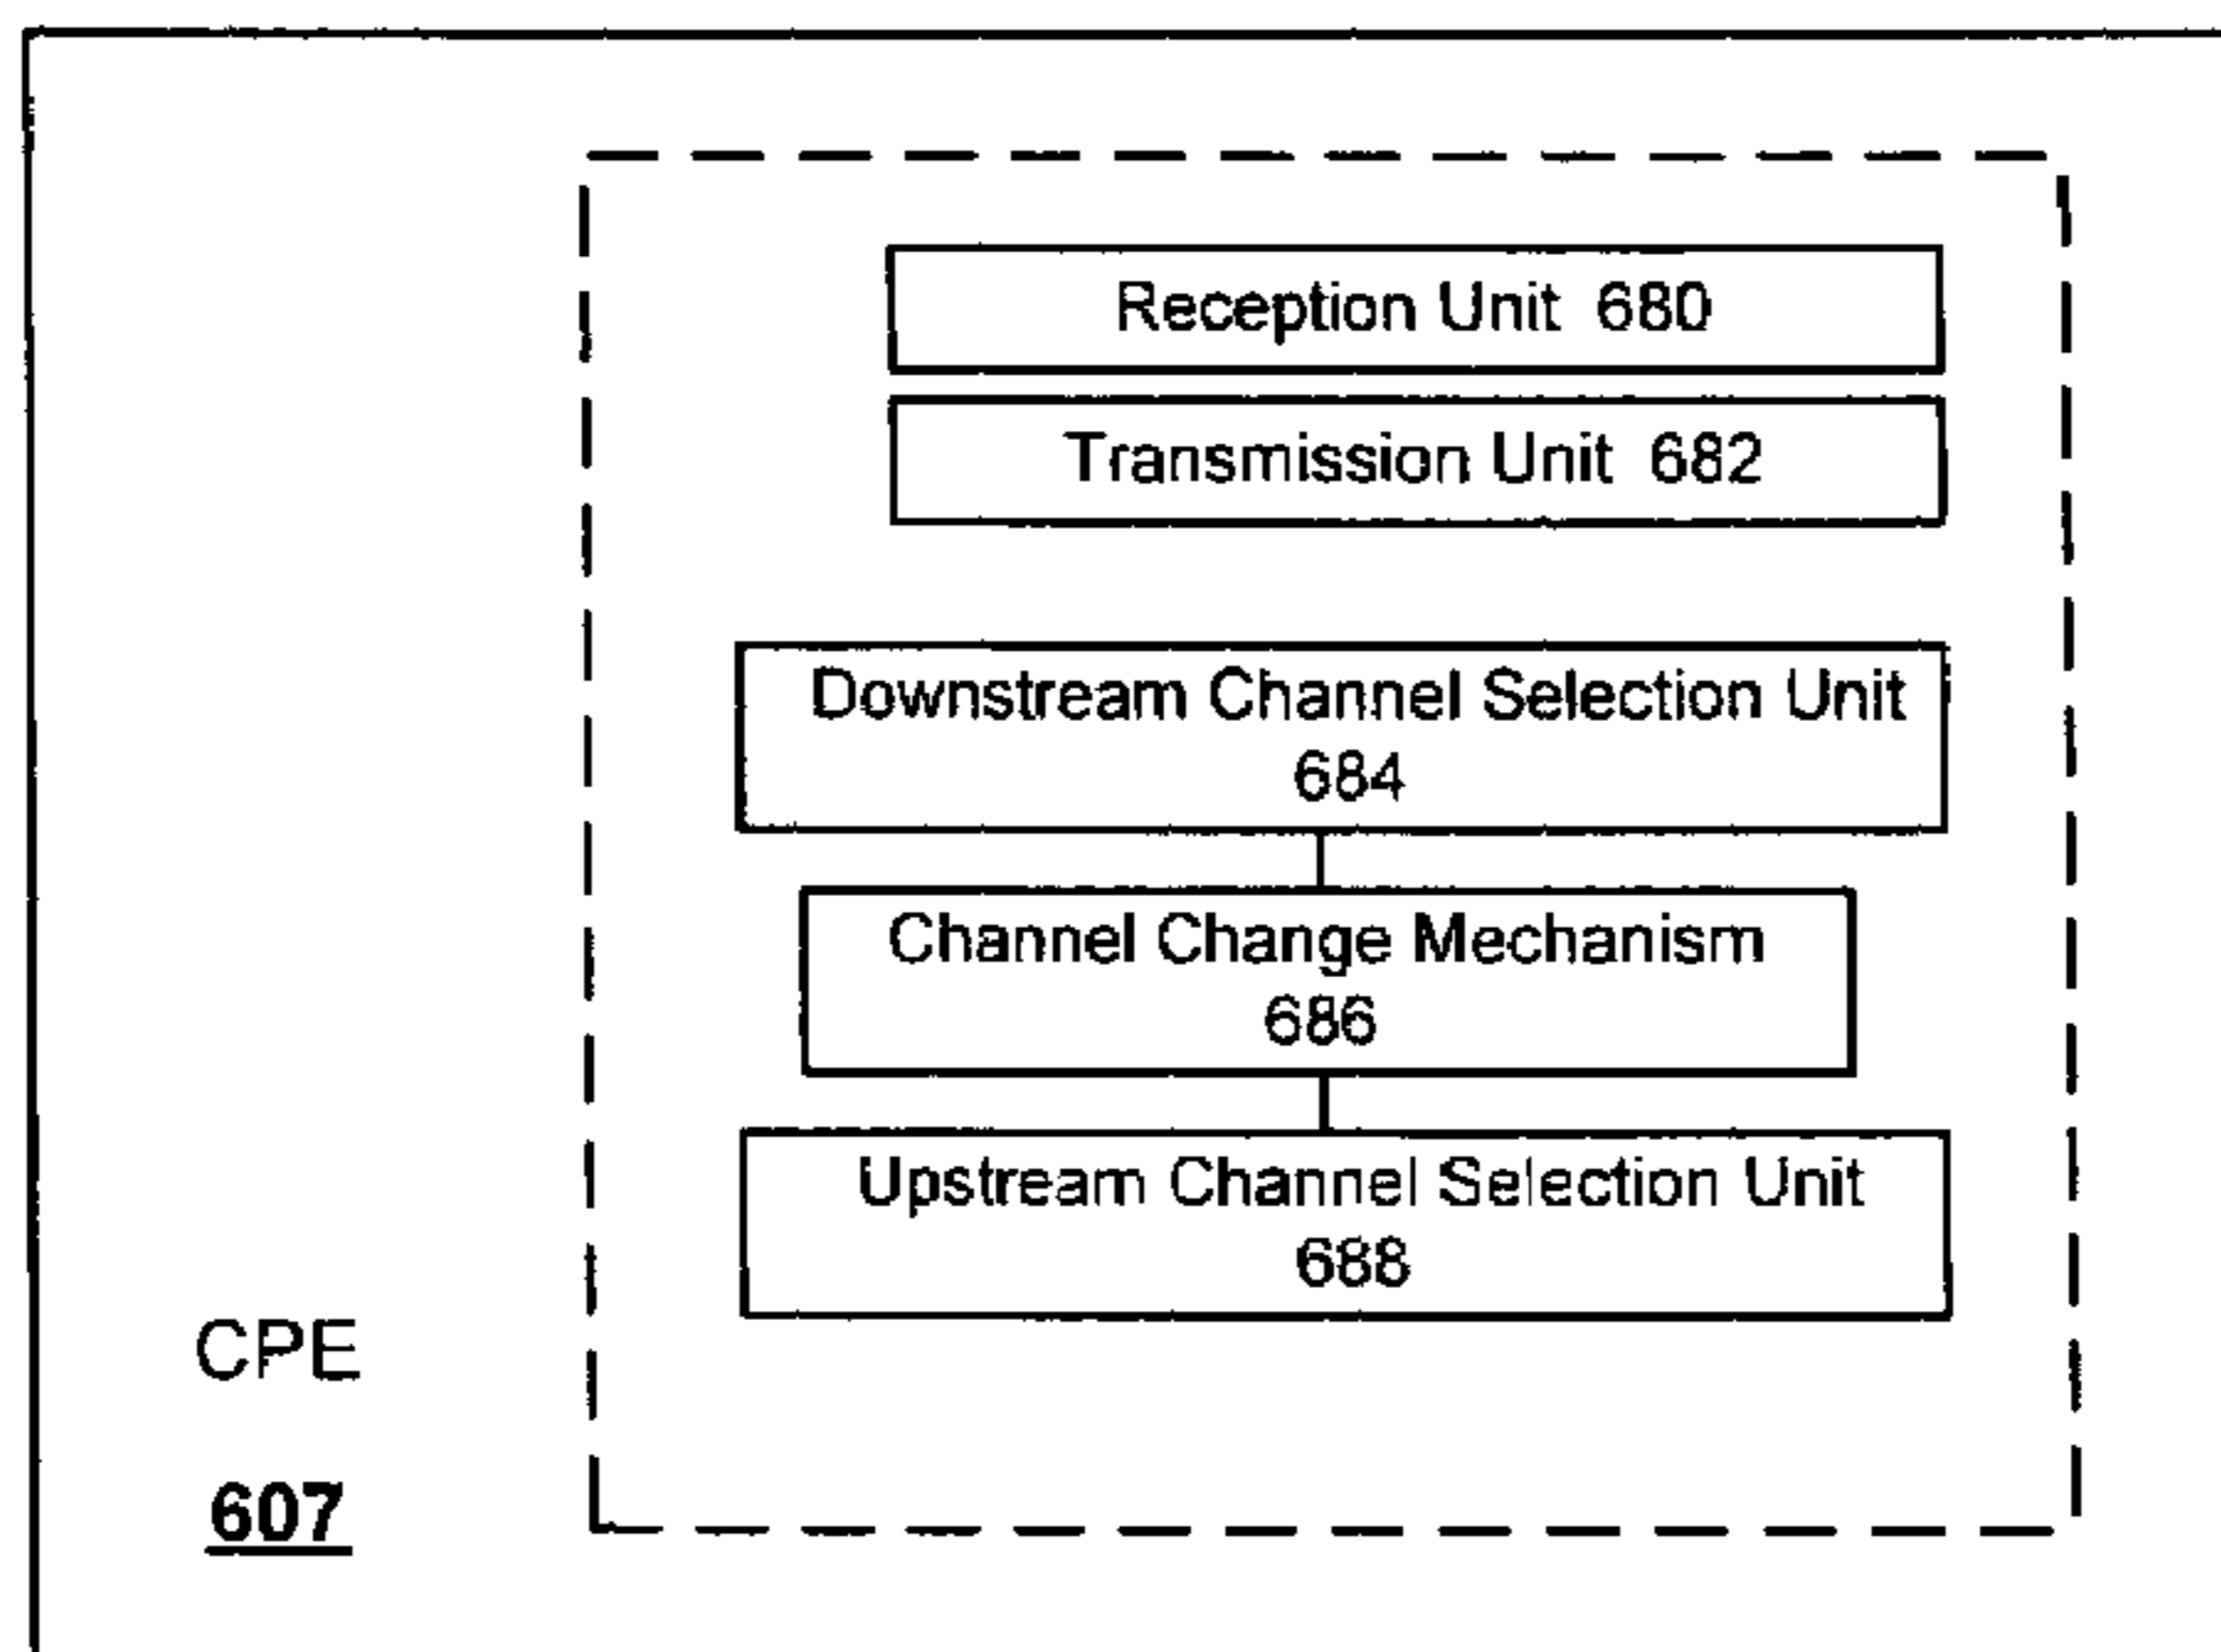 Reception Unit 680
Transmission Unit 682
Downstream Channel Selection Unit
684
Channel Change Mechanism
686
Upstream Channel Selection Unit
688
CPE
607